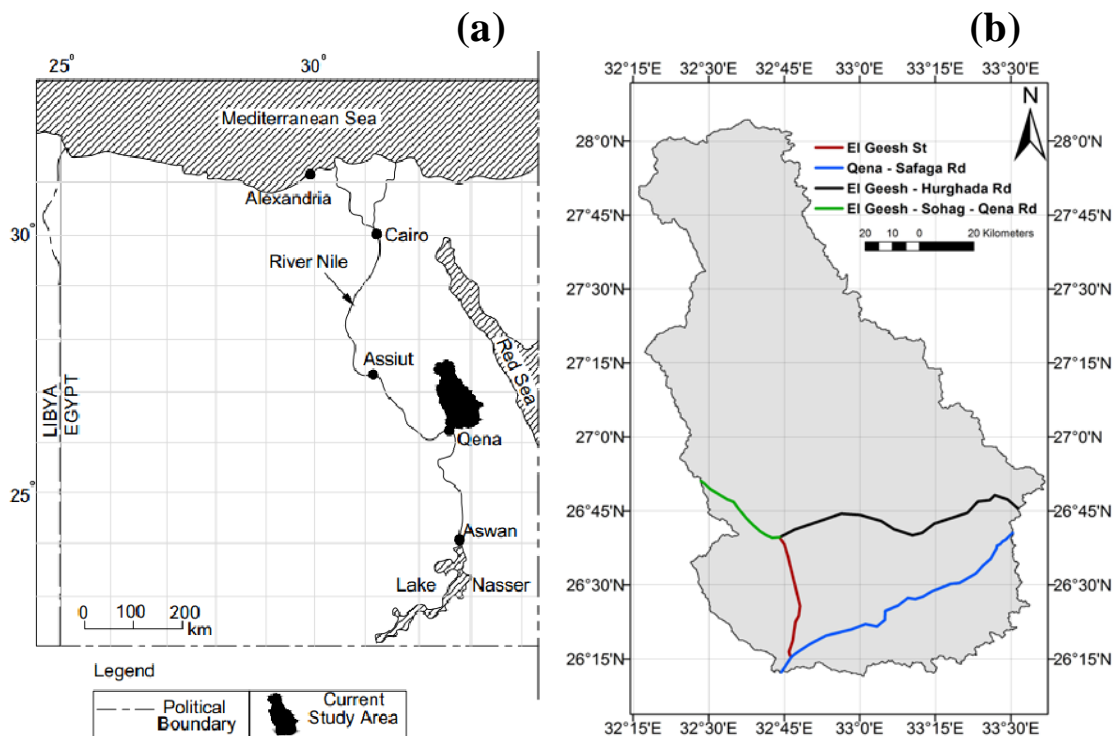 (a)
25°
30°
Mediterranean Sea
Alexandria
30°
Cairo
River Nile
Red Sea
Assiut
LIBYA
EGYPT
Qena
25°
Aswan
Lake Nasser
0 100 200
km
Legend
Political
Boundary
Current
Study Area
(b)
32°15'E 32°30'E 32°45'E 33°0'E 33°15'E 33°30'E
N
28°0'N 28°0'N
El Geesh St
Qena - Safaga Rd
El Geesh - Hurghada Rd
El Geesh - Sohag - Qena Rd
27°45'N 27°45'N
20 10 0 20 Kilometers
27°30'N 27°30'N
27°15'N 27°15'N
27°0'N 27°0'N
26°45'N 26°45'N
26°30'N 26°30'N
26°15'N 26°15'N
32°15'E 32°30'E 32°45'E 33°0'E 33°15'E 33°30'E